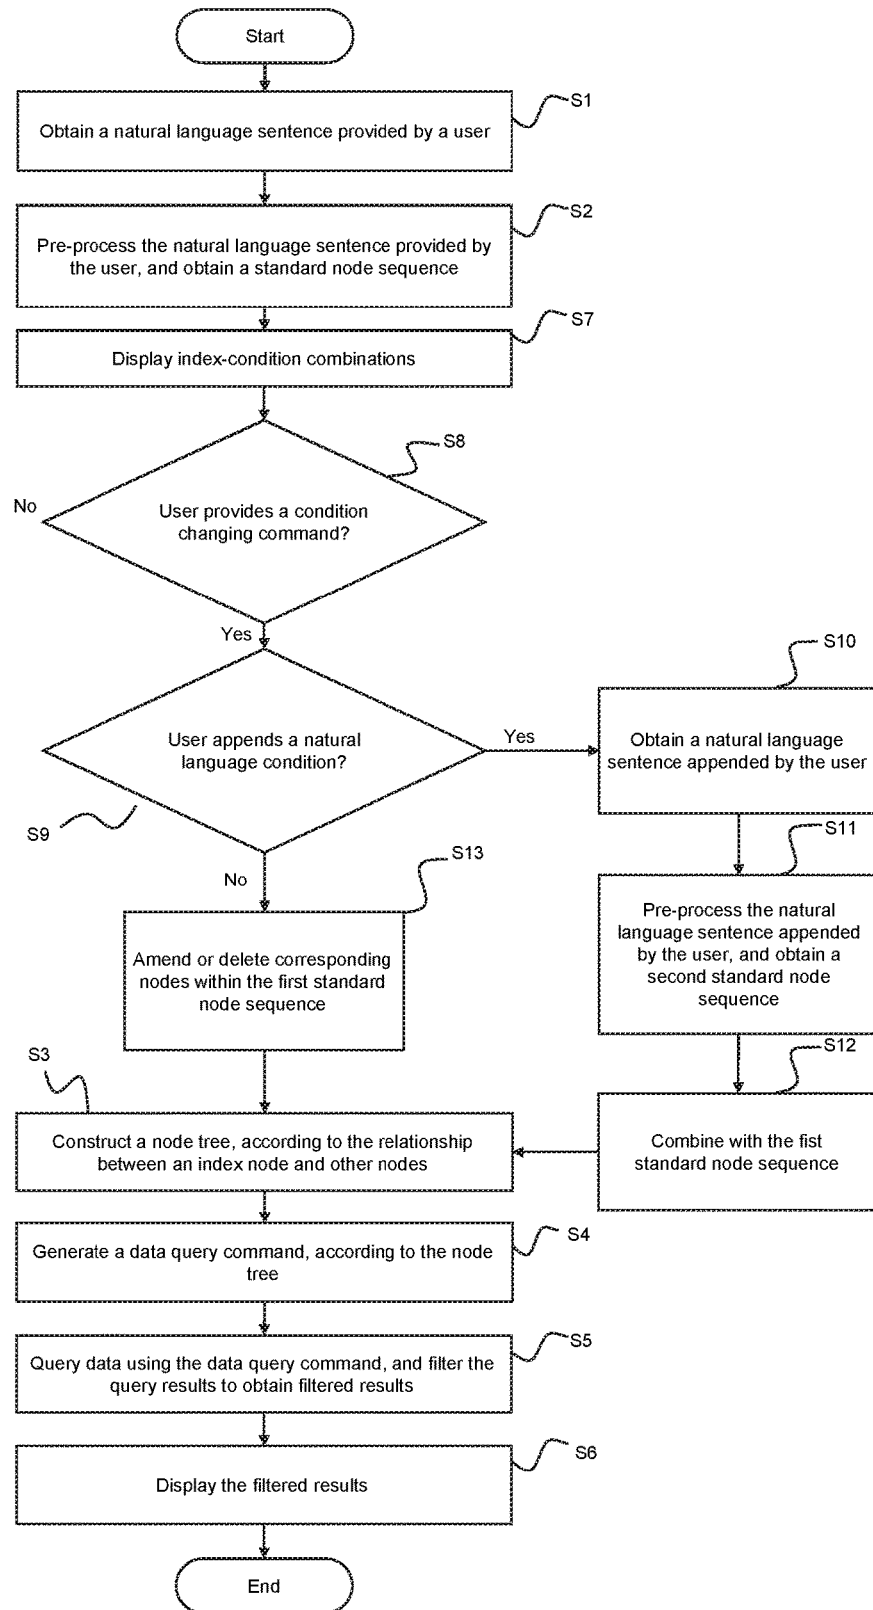 Start
S1
Obtain a natural language sentence provided by a user
S2
Pre-process the natural language sentence provided by
the user, and obtain a standard node sequence
S7
Display index-condition combinations
S8
No
User provides a condition
changing command?
Yes
S10
User appends a natural
language condition?
Yes
Obtain a natural language
sentence appended by the user
S9
S11
No
S13
Pre-process the natural
language sentence appended
by the user, and obtain a
second standard node
sequence
Amend or delete corresponding
nodes within the first standard
node sequence
S12
S3
Construct a node tree, according to the relationship
between an index node and other nodes
Combine with the fist
standard node sequence
S4
Generate a data query command, according to the node
tree
S5
Query data using the data query command, and filter the
query results to obtain filtered results
S6
Display the filtered results
End